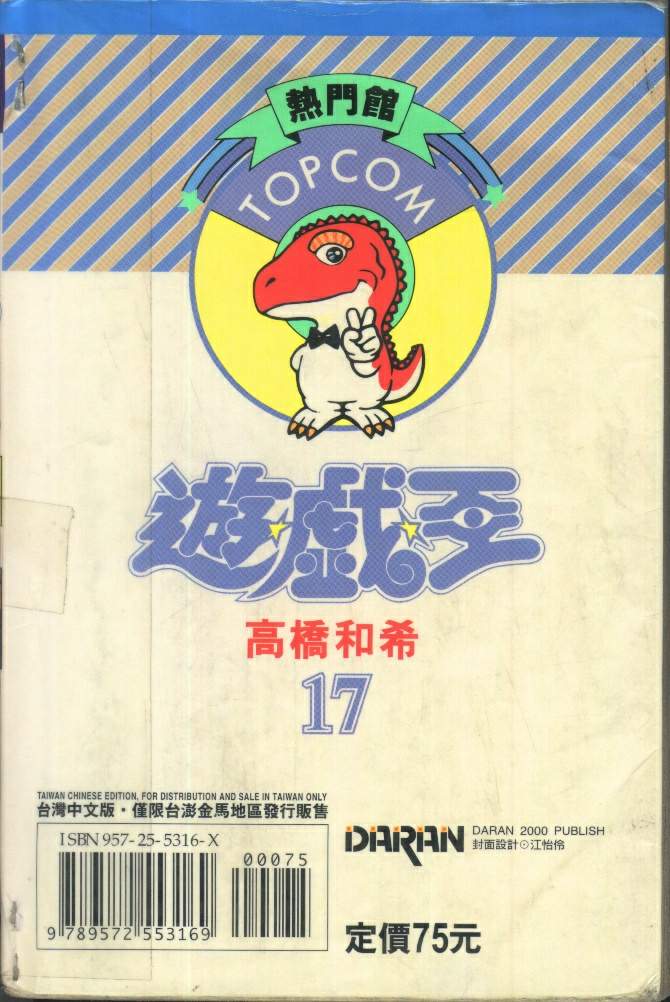 熱門館
TOPCOM
遊戲王
高橋和希
17
TAIWAN CHINESE EDITION, FOR DISTRIBUTION AND SALE IN TAIWAN ONLY
台灣中文版·僅限台澎金馬地區發行販售
ISBN 957-25-5316-X
00075
9 789572 553169
DARAN
DARAN 2000 PUBLISH
封面設計⊙江怡伶
定價75元